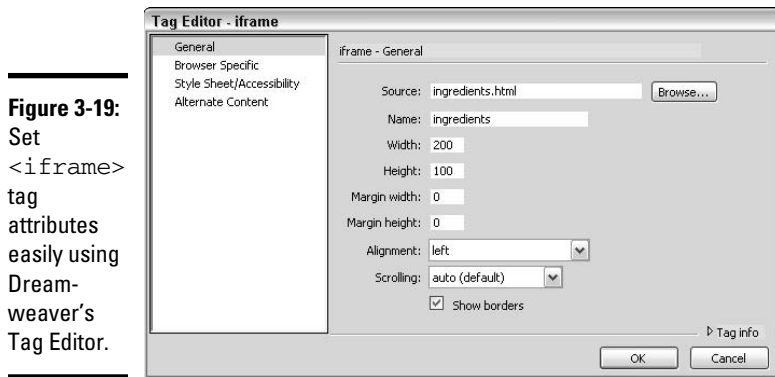 Figure 3-19:
Set
<iframe>
tag
attributes
easily using
Dream-
weaver's
Tag Editor.
Tag Editor - iframe
General
Browser Specific
Style Sheet/Accessibility
Alternate Content
iframe - General
Source: ingredients.html Browse...
Name: ingredients
Width: 200
Height: 100
Margin width: 0
Margin height: 0
Alignment: left
Scrolling: auto (default)
Show borders
Tag info
OK Cancel